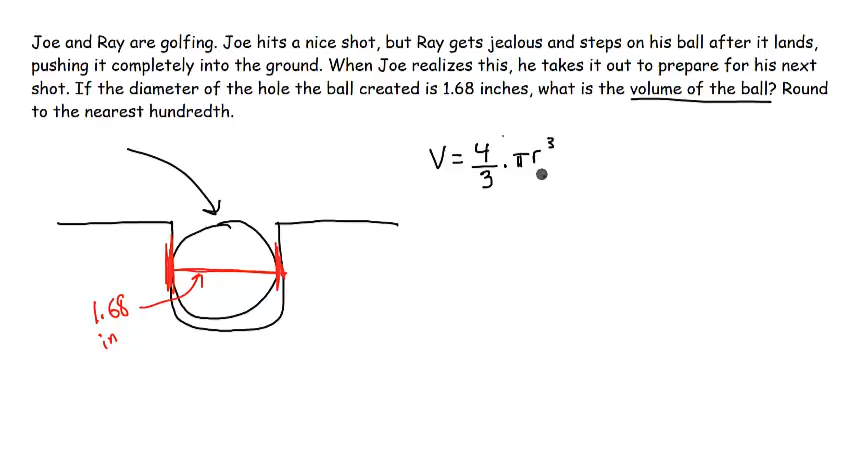 Joe and Ray are golfing. Joe hits a nice shot, but Ray gets jealous and steps on his ball after it lands,
pushing it completely into the ground. When Joe realizes this, he takes it out to prepare for his next
shot. If the diameter of the hole the ball created is 1.68 inches, what is the volume of the ball? Round
to the nearest hundredth.
V = 4/3 · πr³
1.68
in